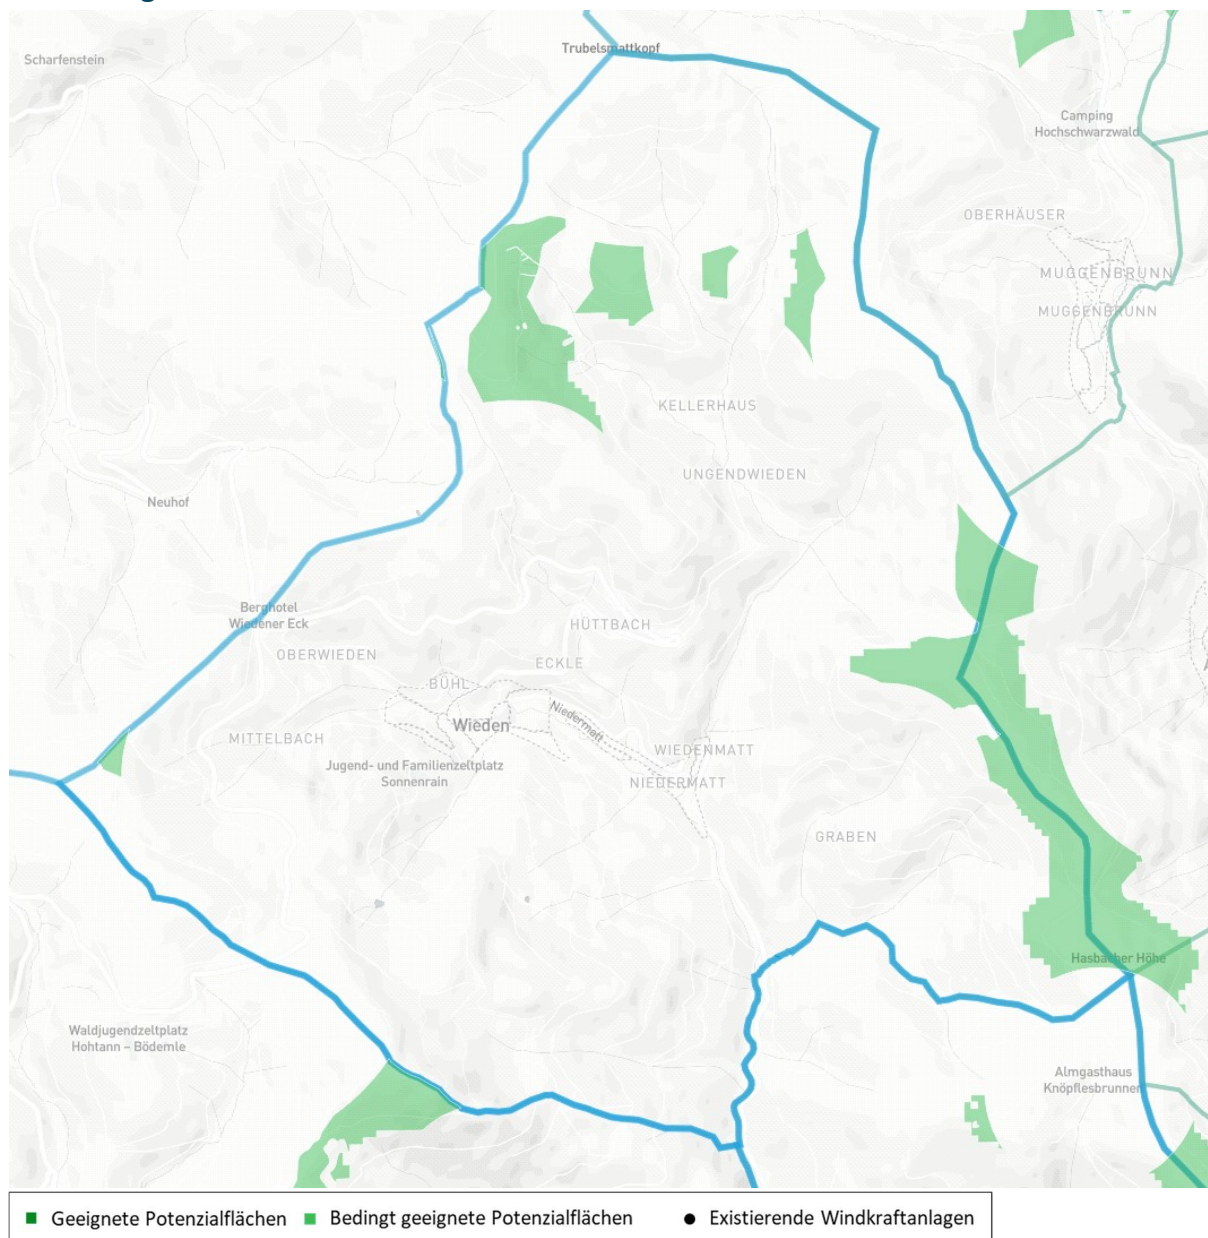 Trubelsmattkopf
Scharfenstein
Camping
Hochschwarzwald
OBERHÄUSER
MUGGENBRUNN
MUGGENBRUNN
KELLERHAUS
UNGENDWIEDEN
Neuhof
Berghotel
Wiedener Eck
HÜTTBACH
OBERWIEDEN
ECKLE
BÜHL
Wieden
Niedermatt
MITTELBACH
WIEDENMATT
Jugend- und Familienzeltplatz
Sonnenrain
NIEDERMATT
GRABEN
Hasbacher Höhe
Waldjugendzeltplatz
Hohtann – Bödemle
Almgasthaus
Knöpflesbrunnen
Geeignete Potenzialflächen
Bedingt geeignete Potenzialflächen
Existierende Windkraftanlagen